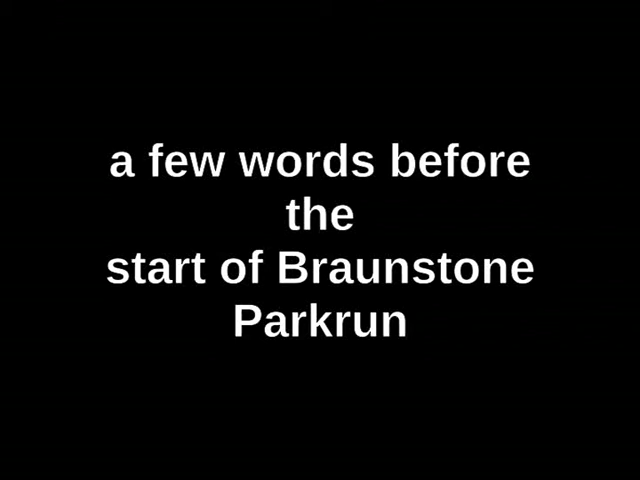 a few words before
the
start of Braunstone
Parkrun